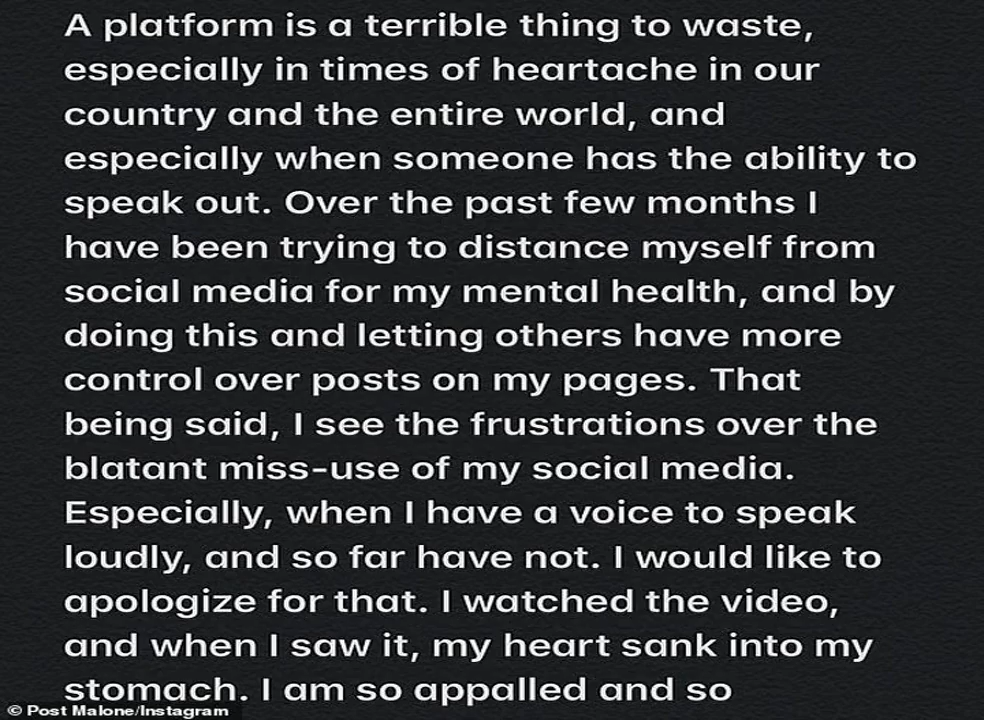 A platform is a terrible thing to waste,
especially in times of heartache in our
country and the entire world, and
especially when someone has the ability to
speak out. Over the past few months I
have been trying to distance myself from
social media for my mental health, and by
doing this and letting others have more
control over posts on my pages. That
being said, I see the frustrations over the
blatant miss-use of my social media.
Especially, when I have a voice to speak
loudly, and so far have not. I would like to
apologize for that. I watched the video,
and when I saw it, my heart sank into my
stomach. I am so appalled and so
© Post Malone/Instagram